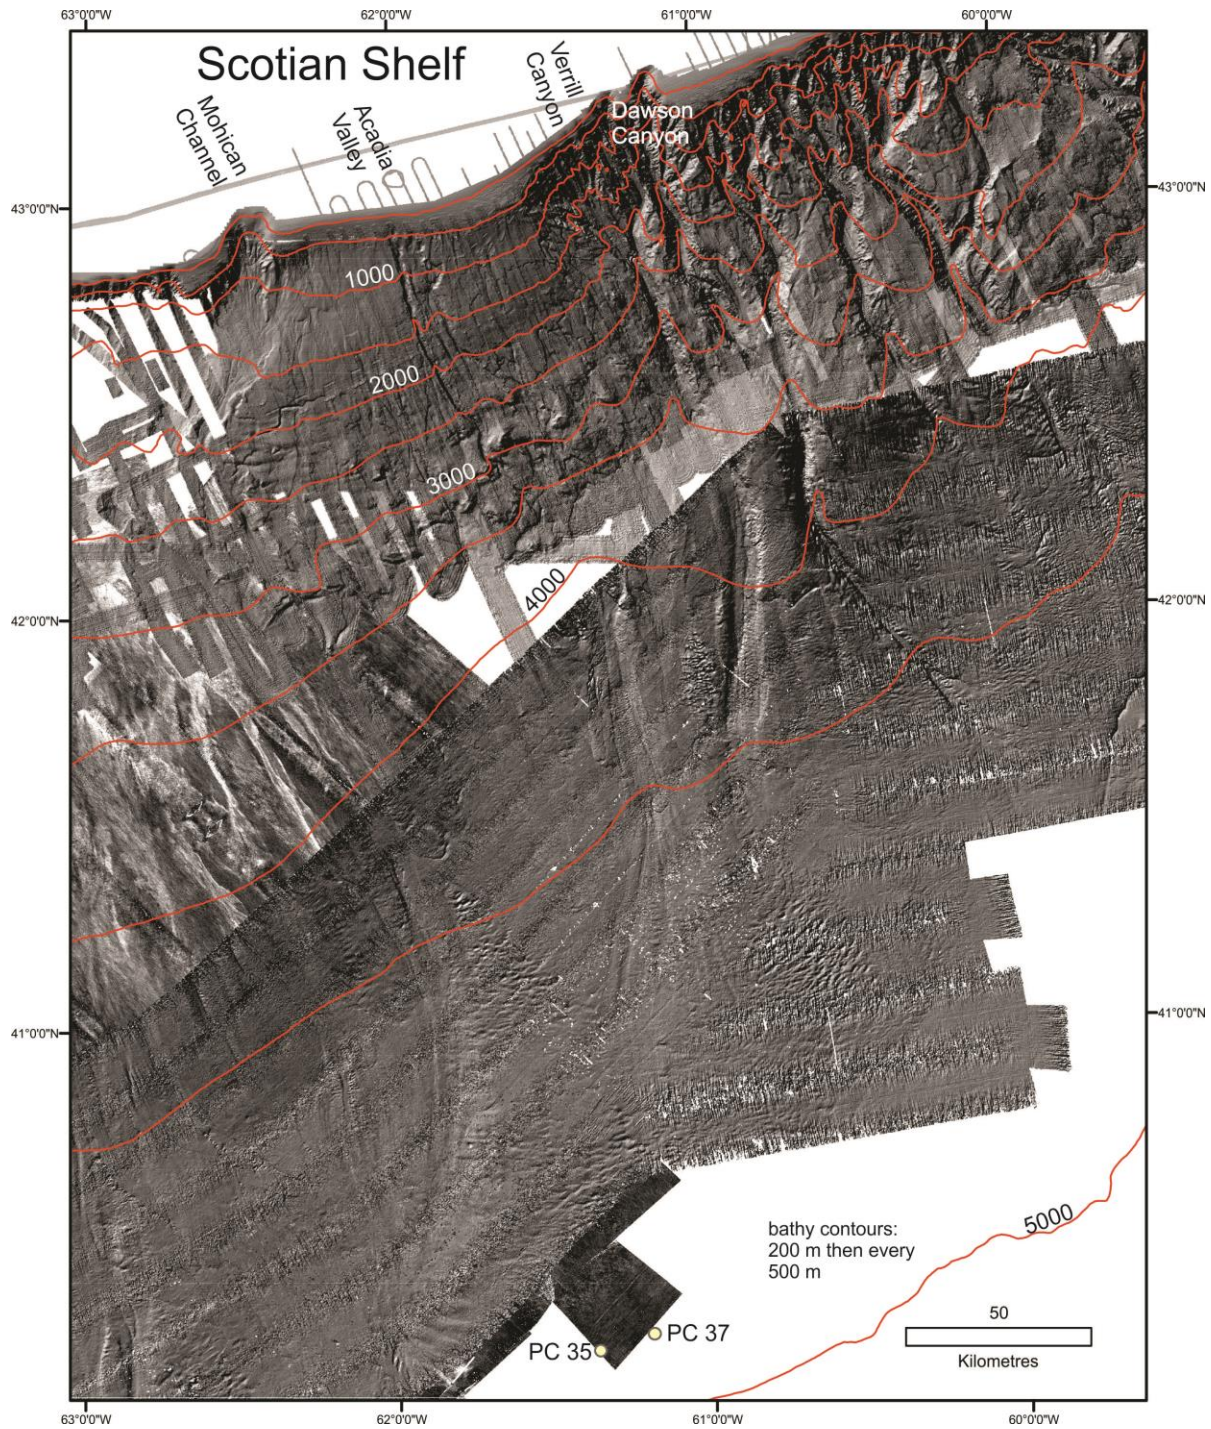 63°0'0"W
62°0'0"W
61°0'0"W
60°0'0"W
Scotian Shelf
Mohican
Channel
Acadia
Valley
Verrill
Canyon
Dawson
Canyon
43°0'0"N
43°0'0"N
1000
2000
3000
4000
42°0'0"N
42°0'0"N
41°0'0"N
41°0'0"N
5000
bathy contours:
200 m then every
500 m
50
Kilometres
PC 37
PC 35
63°0'0"W
62°0'0"W
61°0'0"W
60°0'0"W